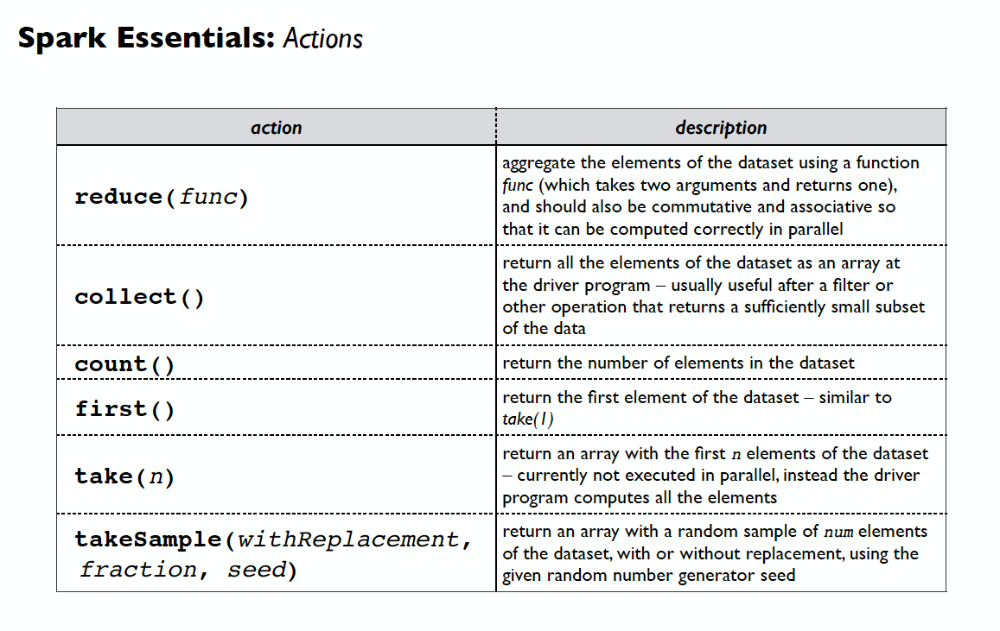 Spark Essentials: Actions
action
description
reduce(func)
aggregate the elements of the dataset using a function
func (which takes two arguments and returns one),
and should also be commutative and associative so
that it can be computed correctly in parallel
collect()
return all the elements of the dataset as an array at
the driver program – usually useful after a filter or
other operation that returns a sufficiently small subset
of the data
count()
return the number of elements in the dataset
first()
return the first element of the dataset – similar to
take(1)
take(n)
return an array with the first n elements of the dataset
– currently not executed in parallel, instead the driver
program computes all the elements
takeSample(withReplacement,
fraction, seed)
return an array with a random sample of num elements
of the dataset, with or without replacement, using the
given random number generator seed